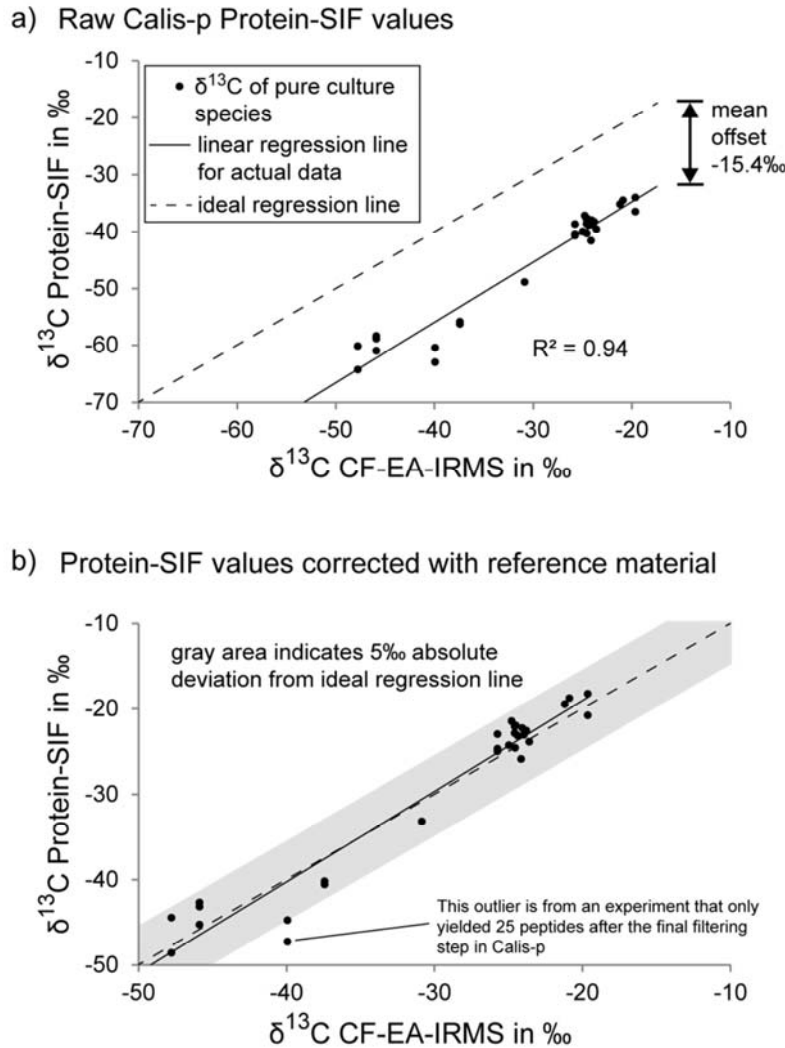 a) Raw Calis-p Protein-SIF values
-10
-20
-30
-40
-50
-60
-70
δ13C Protein-SIF in ‰
δ¹³C of pure culture
species
linear regression line
for actual data
ideal regression line
mean
offset
-15.4‰
R² = 0.94
-70
-60
-50
-40
-30
-20
-10
δ¹³C CF-EA-IRMS in ‰
b) Protein-SIF values corrected with reference material
-10
-20
-30
-40
-50
δ¹³C Protein-SIF in ‰
gray area indicates 5‰ absolute
deviation from ideal regression line
This outlier is from an experiment that only
yielded 25 peptides after the final filtering
step in Calis-p
-50
-40
-30
-20
-10
δ¹³C CF-EA-IRMS in ‰